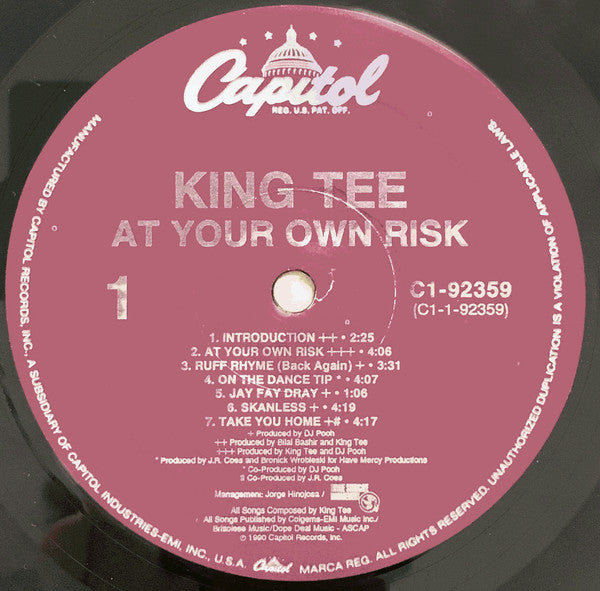 Capitol
REG. U.S. PAT. OFF.
KING TEE
AT YOUR OWN RISK
1
C1-92359
(C1-1-92359)
1. INTRODUCTION ++ • 2:25
2. AT YOUR OWN RISK +++ • 4:06
3. RUFF RHYME (Back Again) + • 3:31
4. ON THE DANCE TIP * • 4:07
5. JAY FAY DRAY + • 1:06
6. SKANLESS + • 4:19
7. TAKE YOU HOME +# • 4:17
+ Produced by DJ Pooh
++ Produced by Bilal Bashir and King Tee
+++ Produced by King Tee and DJ Pooh
* Produced by J.R. Coes and Bronick Wrobleski for Have Mercy Productions
* Co-Produced by DJ Pooh
Co-Produced by J.R. Coes
Management: Jorge Hinojosa /
All Songs Composed by King Tee
All Songs Published by Colgems-EMI Music Inc./
Brisolese Music/Dope Deal Music - ASCAP
© 1990 Capitol Records, Inc.
MANUFACTURED BY CAPITOL RECORDS, INC., A SUBSIDIARY OF CAPITOL INDUSTRIES-EMI, INC., U.S.A. Capitol MARCA REG. ALL RIGHTS RESERVED. UNAUTHORIZED DUPLICATION IS A VIOLATION OF APPLICABLE LAWS.